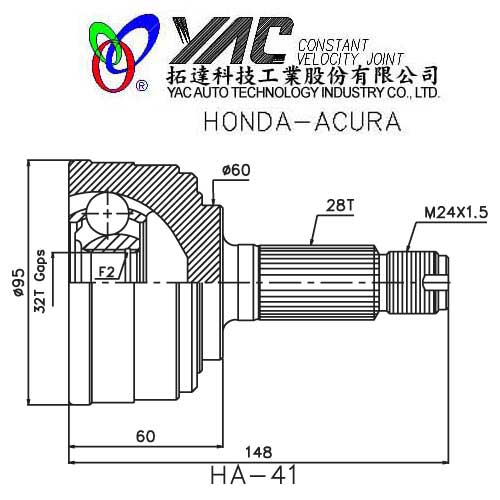 YAC CONSTANT
VELOCITY JOINT
®
拓達科技工業股份有限公司
YAC AUTO TECHNOLOGY INDUSTRY CO., LTD.
HONDA-ACURA
ø60
28T
M24X1.5
ø95
32T Gaps
F2
60
148
HA-41